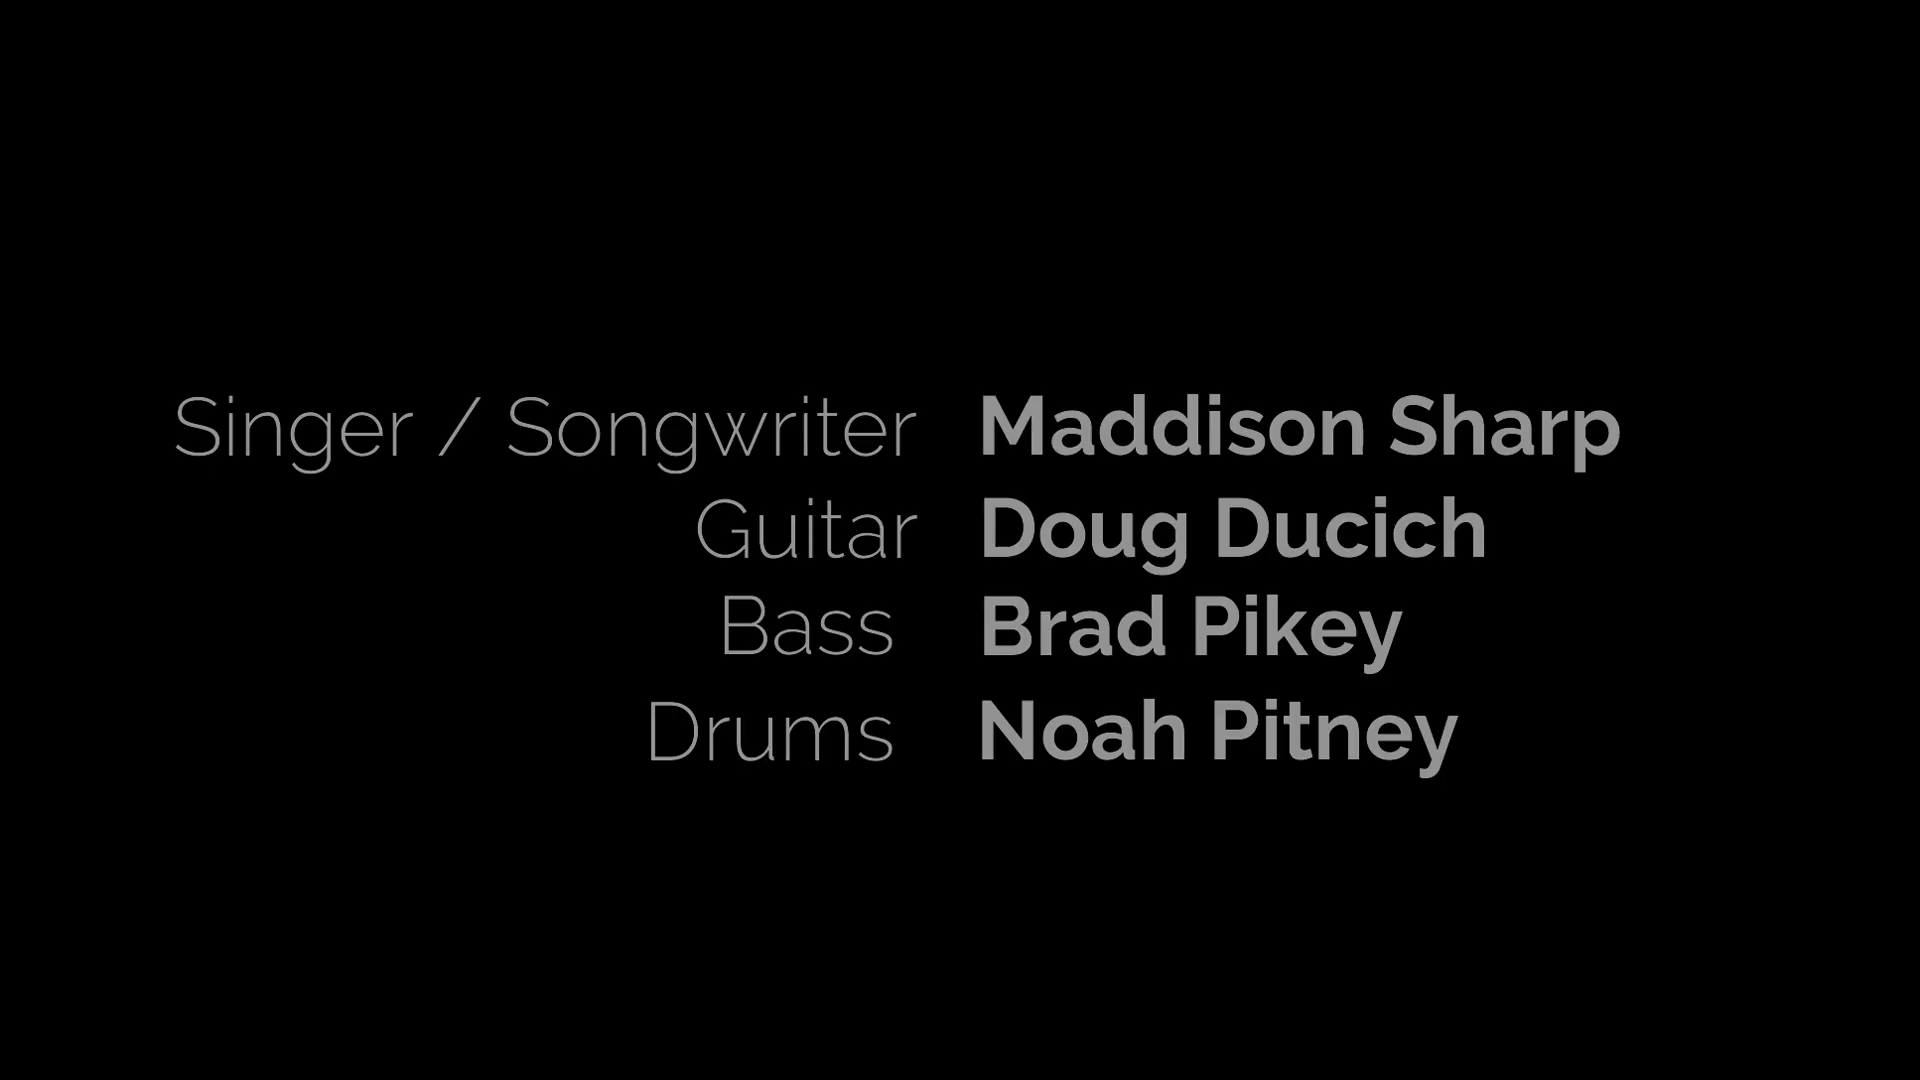 Singer / Songwriter Maddison Sharp
Guitar Doug Ducich
Bass Brad Pikey
Drums Noah Pitney